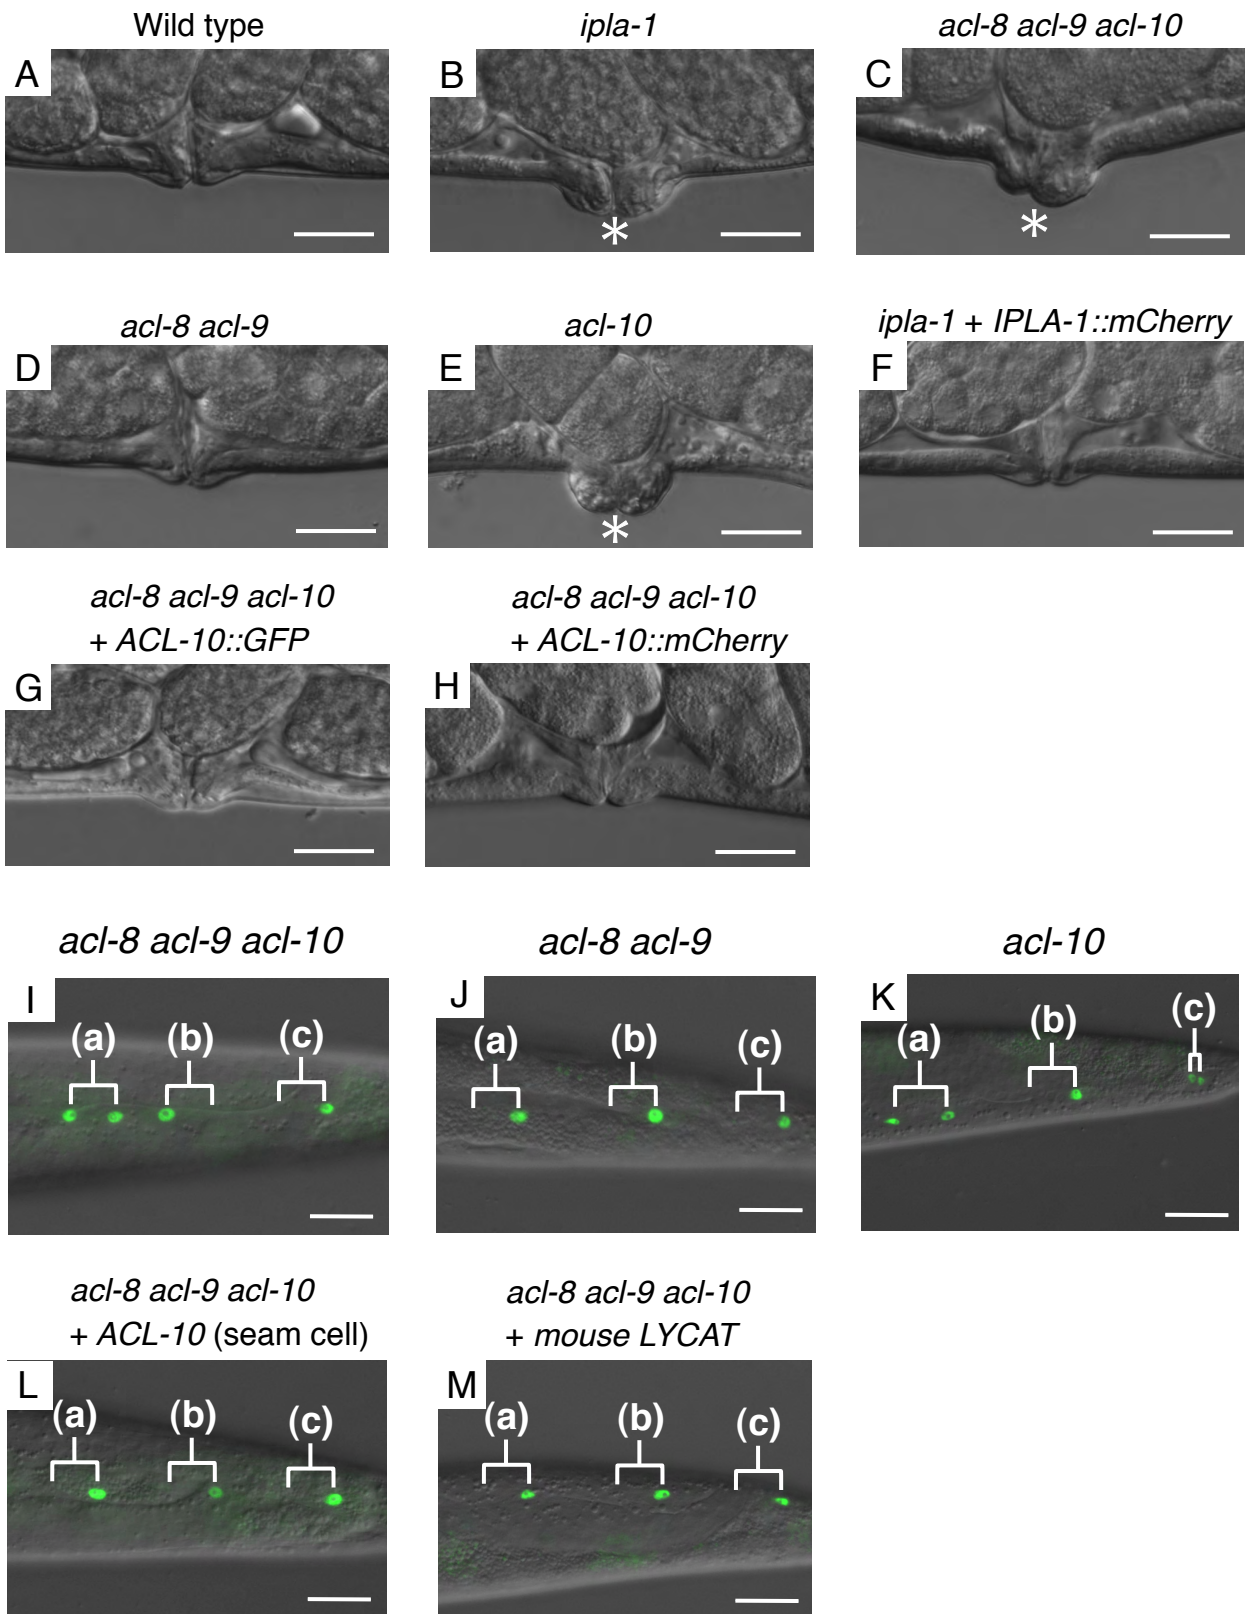 Wild type
ipla-1
acl-8 acl-9 acl-10
A
B
C
*
*
acl-8 acl-9
acl-10
ipla-1 + IPLA-1::mCherry
D
E
F
*
acl-8 acl-9 acl-10
+ ACL-10::GFP
acl-8 acl-9 acl-10
+ ACL-10::mCherry
G
H
acl-8 acl-9 acl-10
acl-8 acl-9
acl-10
I
(a)
(b)
(c)
J
(a)
(b)
(c)
K
(a)
(b)
(c)
acl-8 acl-9 acl-10
+ ACL-10 (seam cell)
acl-8 acl-9 acl-10
+ mouse LYCAT
L
(a)
(b)
(c)
M
(a)
(b)
(c)